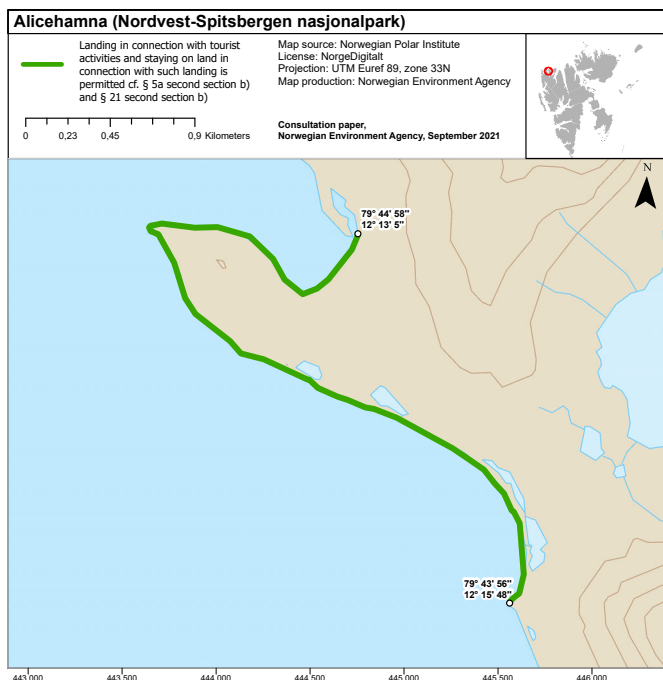 Alicehamna (Nordvest-Spitsbergen nasjonalpark)
Landing in connection with tourist
activities and staying on land in
connection with such landing is
permitted cf. § 5a second section b)
and § 21 second section b)
0 0,23 0,45 0,9 Kilometers
Map source: Norwegian Polar Institute
License: NorgeDigitalt
Projection: UTM Euref 89, zone 33N
Map production: Norwegian Environment Agency
Consultation paper,
Norwegian Environment Agency, September 2021
N
79° 44' 58"
12° 13' 5"
79° 43' 56"
12° 15' 48"
443 000 443 500 444 000 444 500 445 000 445 500 446 000